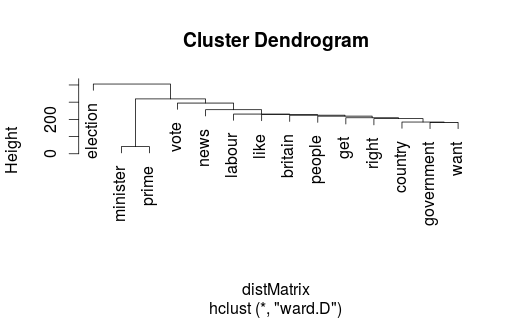 Cluster Dendrogram
Height
0 200
election
minister
prime
vote
news
labour
like
britain
people
get
right
country
government
want
distMatrix
hclust (*, "ward.D")